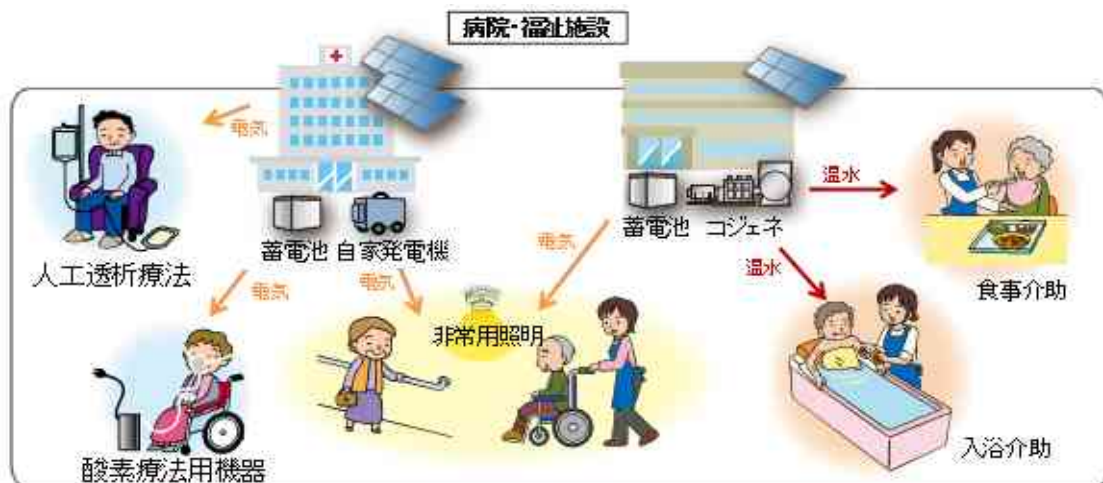 病院・福祉施設
電気
温水
蓄電池 自家発電機
蓄電池 コジェネ
電気
人工透析療法
電気
電気
温水
食事介助
非常用照明
入浴介助
酸素療法用機器